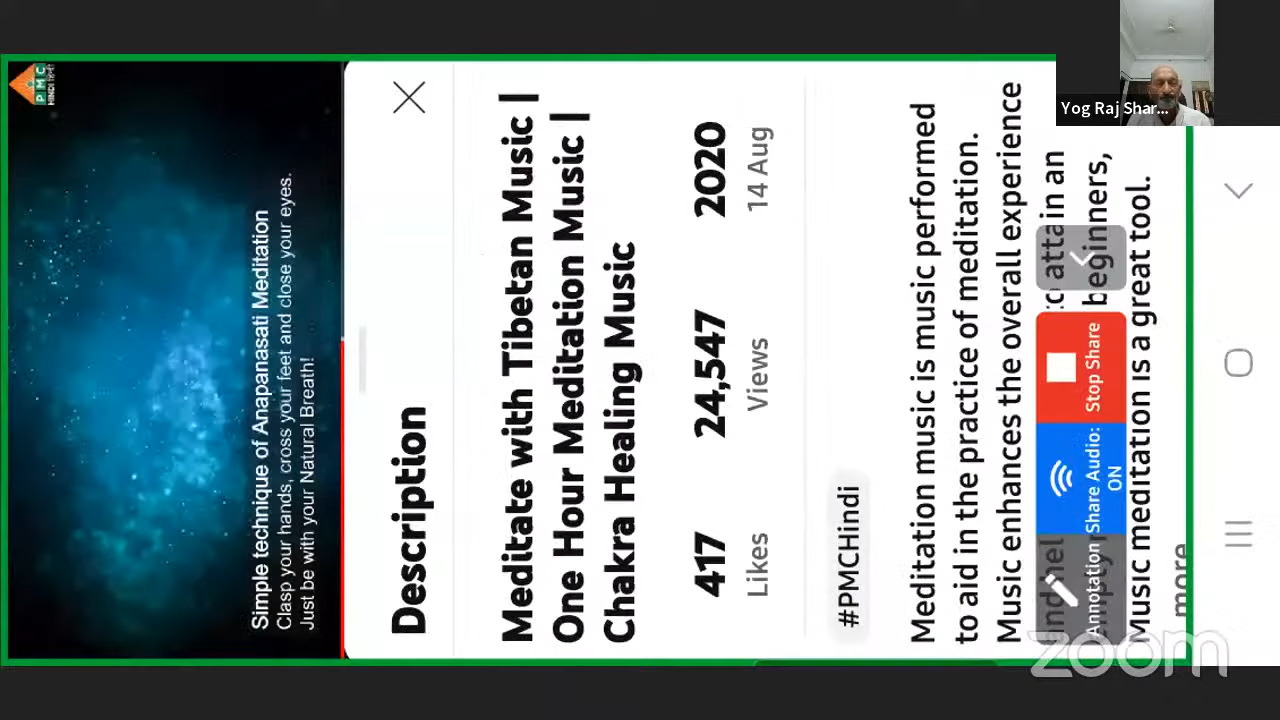 PMC
HINDI हिन्दी
Simple technique of Anapanasati Meditation
Clasp your hands, cross your feet and close your eyes.
Just be with your Natural Breath!
Description
Meditate with Tibetan Music |
One Hour Meditation Music |
Chakra Healing Music
417
Likes
24,547
Views
2020
14 Aug
#PMCHindi
Meditation music is music performed
to aid in the practice of meditation.
Music enhances the overall experience
attain an
beginners,
Music meditation is a great tool.
more
Annotation
Share Audio:
ON
Stop Share
Yog Raj Shar...
zoom